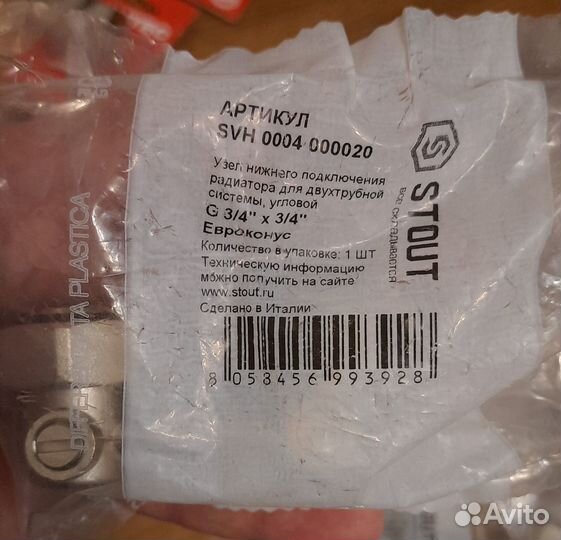 АРТИКУЛ
SVH 0004 000020
Узел нижнего подключения
радиатора для двухтрубной
системы, угловой
G 3/4" x 3/4"
Евроконус
Количество в упаковке: 1 ШТ
Техническую информацию
можно получить на сайте
www.stout.ru
Сделано в Италии
8 058456 993928
STOUT
все складывается
PLASTICA
Avito